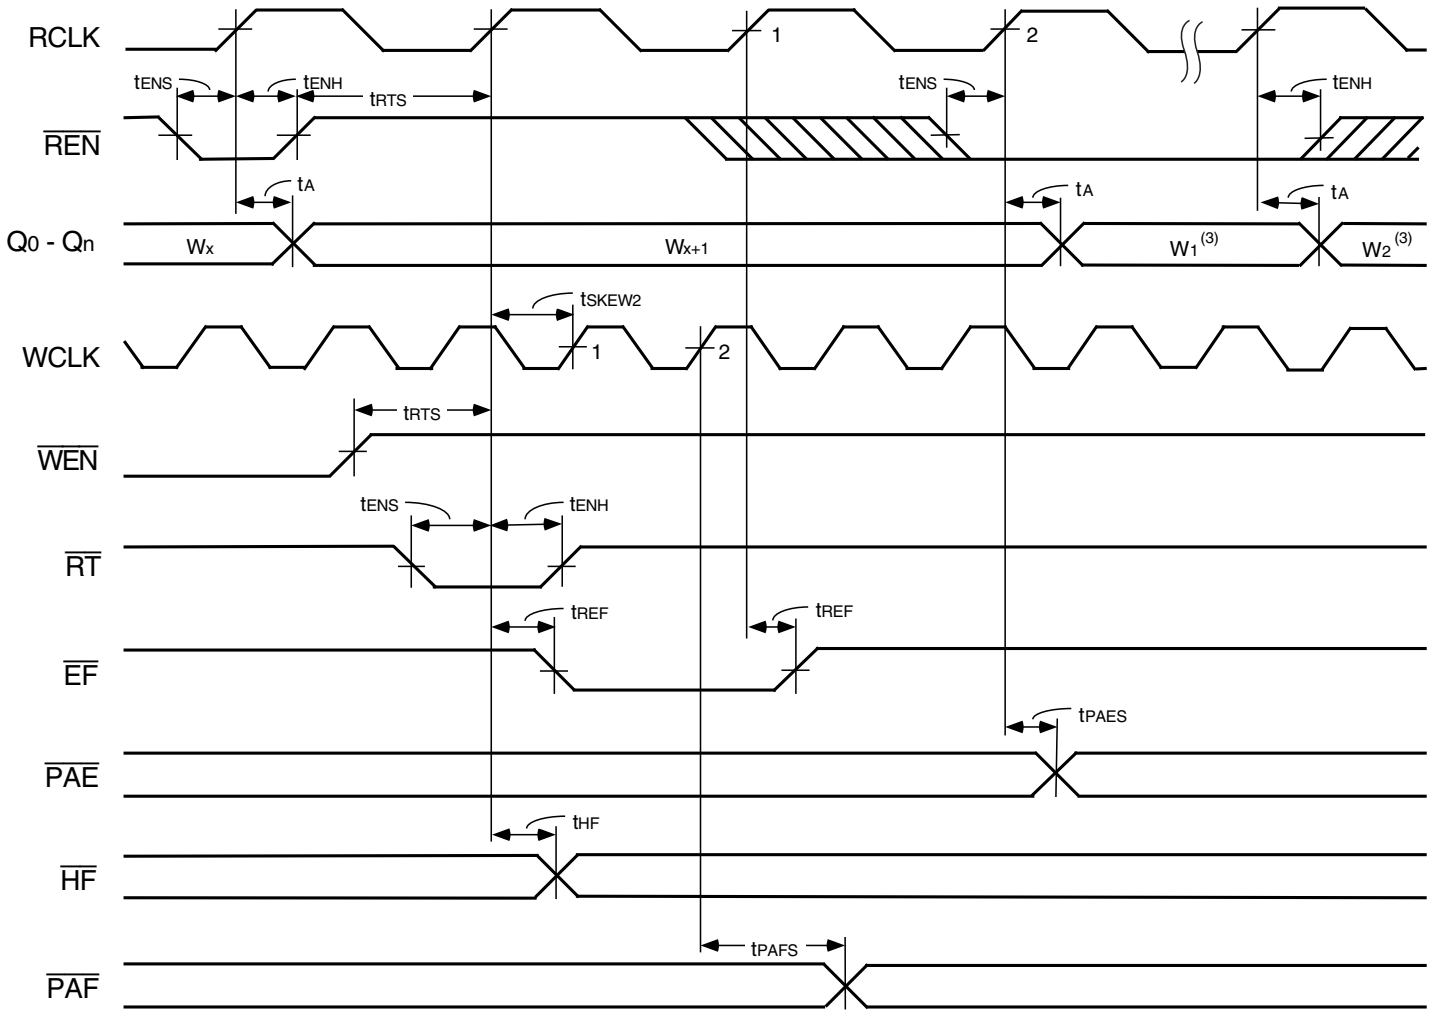 RCLK 1 2
tENS tENH tRTS tENS tENH
REN
tA tA tA
Q0 - Qn Wx Wx+1 W1(3) W2(3)
tSKEW2
WCLK 1 2
tRTS
WEN
tENS tENH
RT
tREF tREF
EF
tPAES
PAE
tHF
HF
tPAFS
PAF